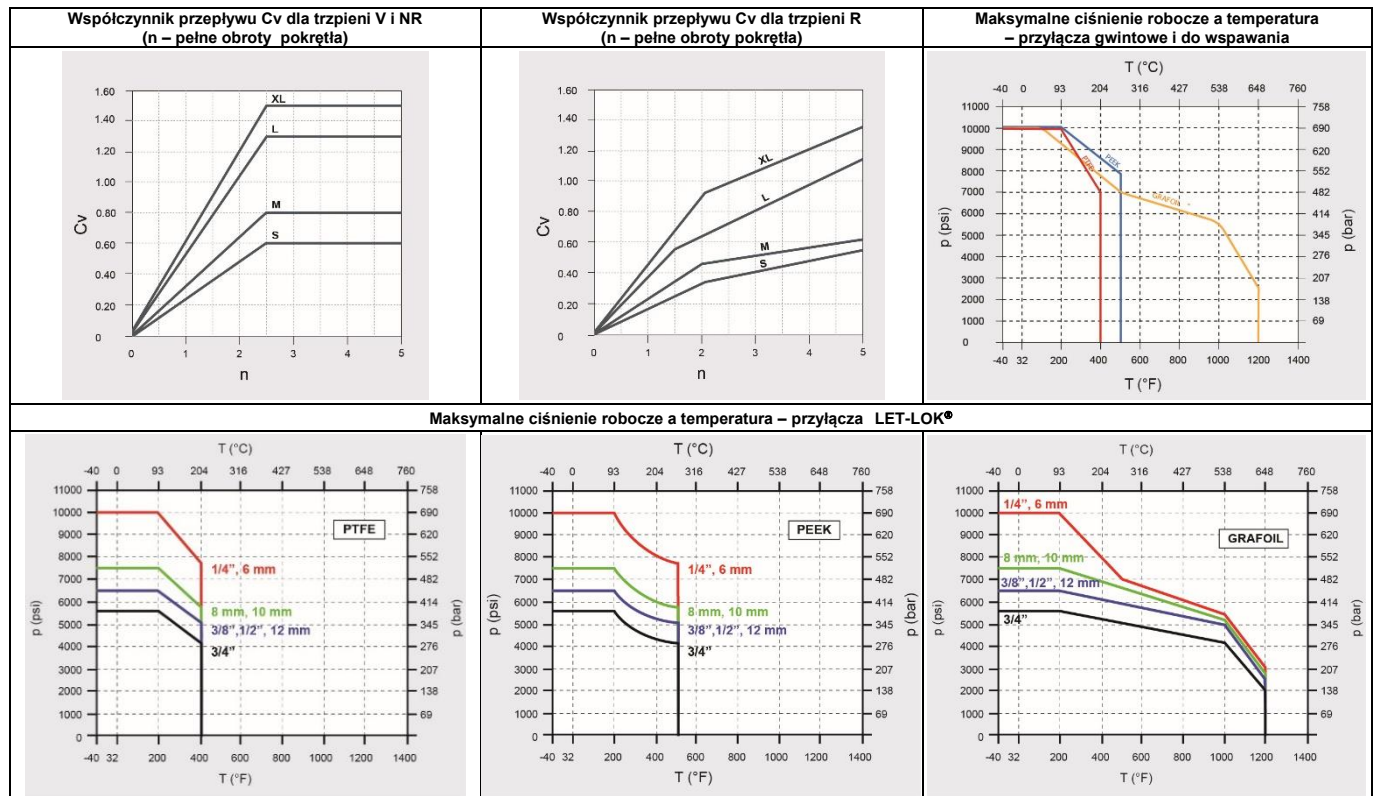 Współczynnik przepływu Cv dla trzpieni V i NR
(n – pełne obroty pokrętła)
Współczynnik przepływu Cv dla trzpieni R
(n – pełne obroty pokrętła)
Maksymalne ciśnienie robocze a temperatura
– przyłącza gwintowe i do wspawania
1.60
1.40
1.20
1.00
0.80
0.60
0.40
0.20
0
Cv
XL
L
M
S
0 1 2 3 4 5
n
1.60
1.40
1.20
1.00
0.80
0.60
0.40
0.20
0
Cv
XL
L
M
S
0 1 2 3 4 5
n
T (°C)
-40 0 93 204 316 427 538 648 760
11000 758
10000 690
9000 620
8000 552
7000 482
6000 414
5000 345
4000 276
3000 207
2000 138
1000 69
0
p (psi)
p (bar)
PTFE
PEEK
GRAFOIL
-40 32 200 400 600 800 1000 1200 1400
T (°F)
Maksymalne ciśnienie robocze a temperatura – przyłącza LET-LOK®
T (°C)
-40 0 93 204 316 427 538 648 760
11000 758
10000 690
9000 620
8000 552
7000 482
6000 414
5000 345
4000 276
3000 207
2000 138
1000 69
0
p (psi)
p (bar)
PTFE
1/4”, 6 mm
8 mm, 10 mm
3/8”,1/2”, 12 mm
3/4”
-40 32 200 400 600 800 1000 1200 1400
T (°F)
T (°C)
-40 0 93 204 316 427 538 648 760
11000 758
10000 690
9000 620
8000 552
7000 482
6000 414
5000 345
4000 276
3000 207
2000 138
1000 69
0
p (psi)
p (bar)
PEEK
1/4”, 6 mm
8 mm, 10 mm
3/8”,1/2”, 12 mm
3/4”
-40 32 200 400 600 800 1000 1200 1400
T (°F)
T (°C)
-40 0 93 204 316 427 538 648 760
11000 758
10000 690
9000 620
8000 552
7000 482
6000 414
5000 345
4000 276
3000 207
2000 138
1000 69
0
p (psi)
p (bar)
GRAFOIL
1/4”, 6 mm
8 mm, 10 mm
3/8”,1/2”, 12 mm
3/4”
-40 32 200 400 600 800 1000 1200 1400
T (°F)